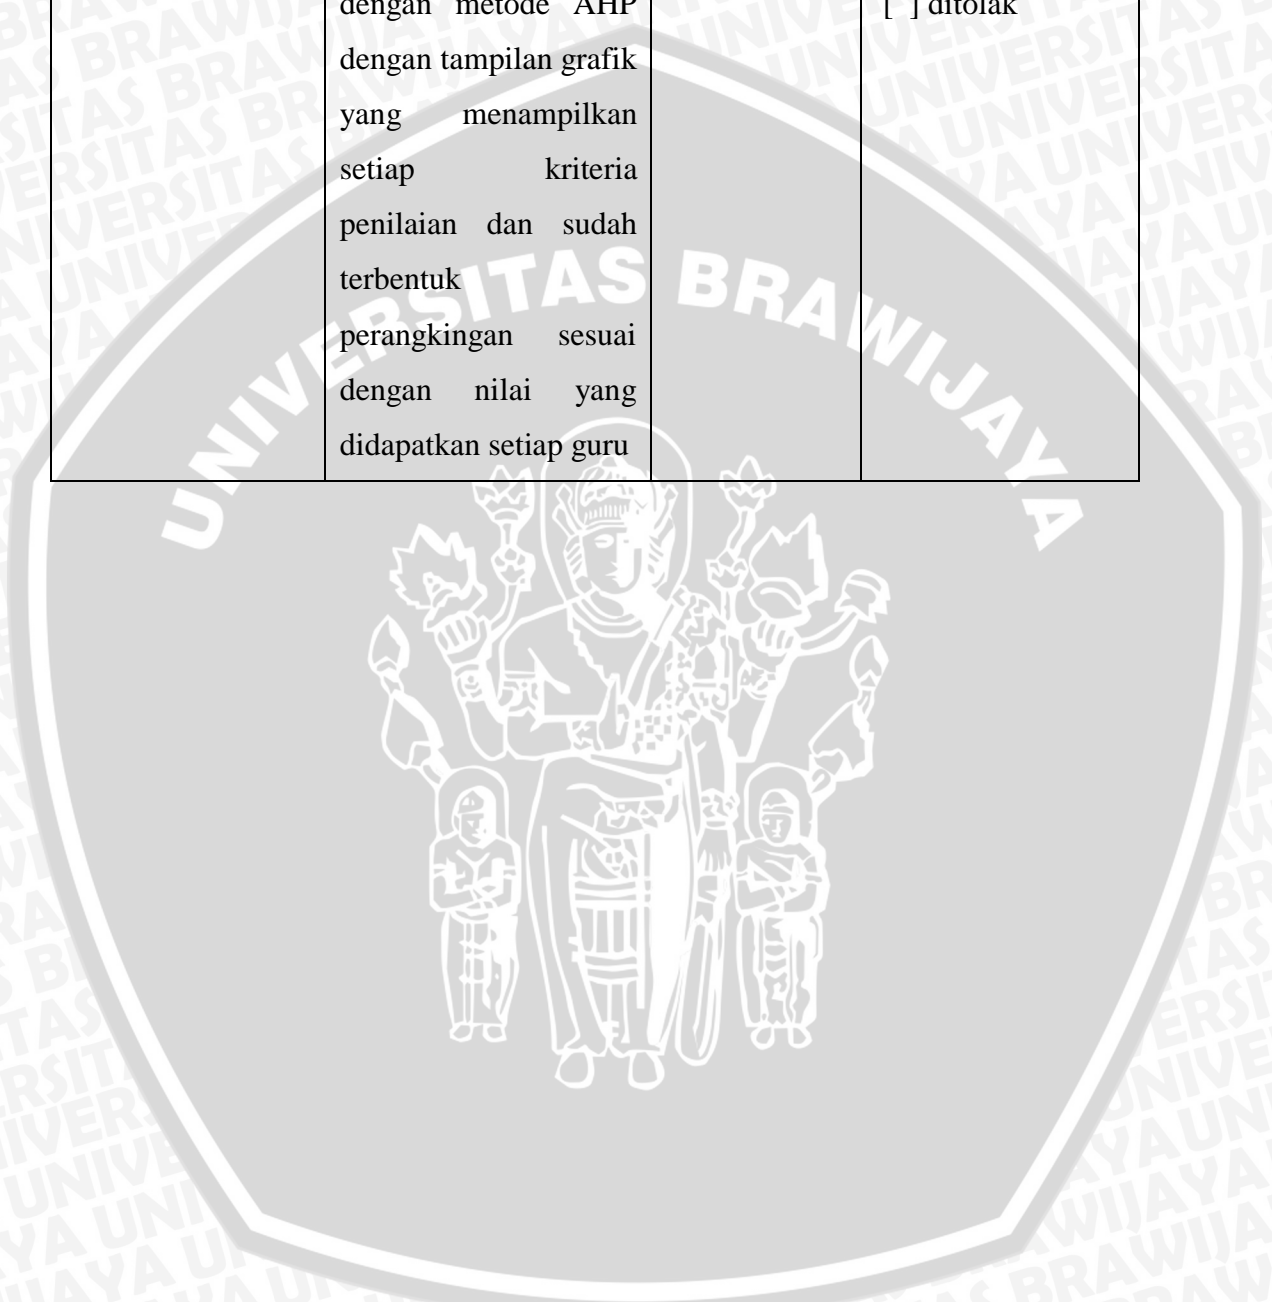 dengan metode AHP
[ ] ditolak
dengan tampilan grafik
yang menampilkan
setiap kriteria
penilaian dan sudah
terbentuk
perangkingan sesuai
dengan nilai yang
didapatkan setiap guru
UNIVERSITAS BRAWIJAYA